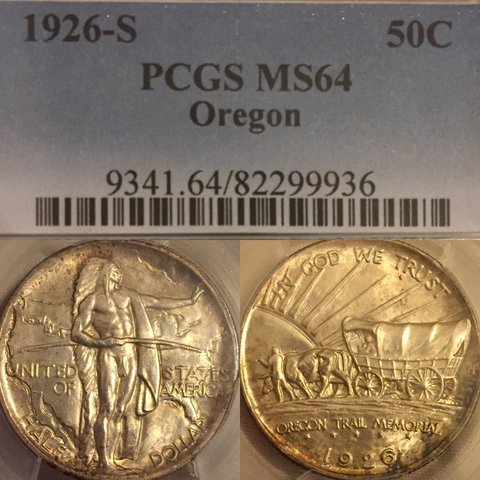 1926-S 50C
PCGS MS64
Oregon
9341.64/82299936
UNITED STATES
OF AMERICA
HALF DOLLAR
IN GOD WE TRUST
OREGON TRAIL MEMORIAL
1926